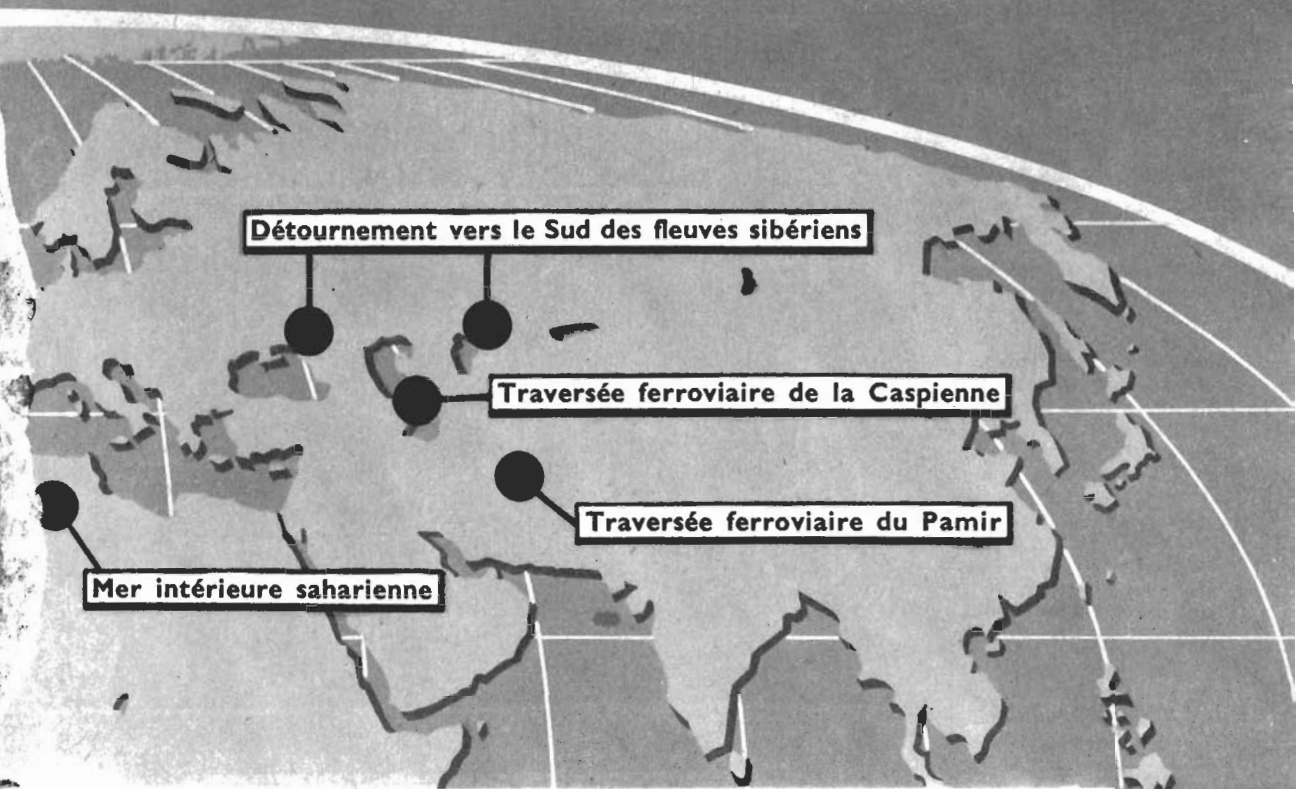 Détournement vers le Sud des fleuves sibériens
Traversée ferroviaire de la Caspienne
Traversée ferroviaire du Pamir
Mer intérieure saharienne